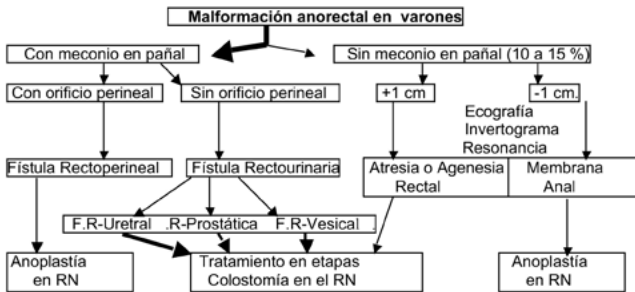 Malformación anorectal en varones
Con meconio en pañal
Sin meconio en pañal (10 a 15 %)
Con orificio perineal
Sin orificio perineal
+1 cm
-1 cm.
Ecografía
Invertograma
Resonancia
Fístula Rectoperineal
Fístula Rectourinaria
Atresia o Agenesia
Rectal
Membrana
Anal
F.R-Uretral .R-Prostática F.R-Vesical .
Anoplastía
en RN
Tratamiento en etapas
Colostomía en el RN
Anoplastía
en RN